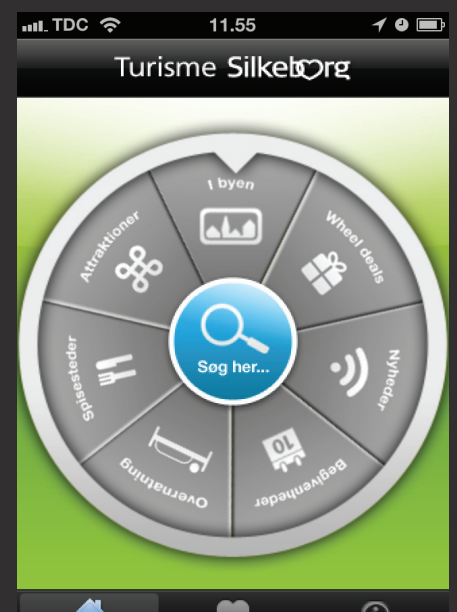 TDC 11.55
Turisme Silkeborg
I byen
Wheel deals
Nyheder
Begivenheder
10
Overnatning
Spisesteder
Attraktioner
Søg her...